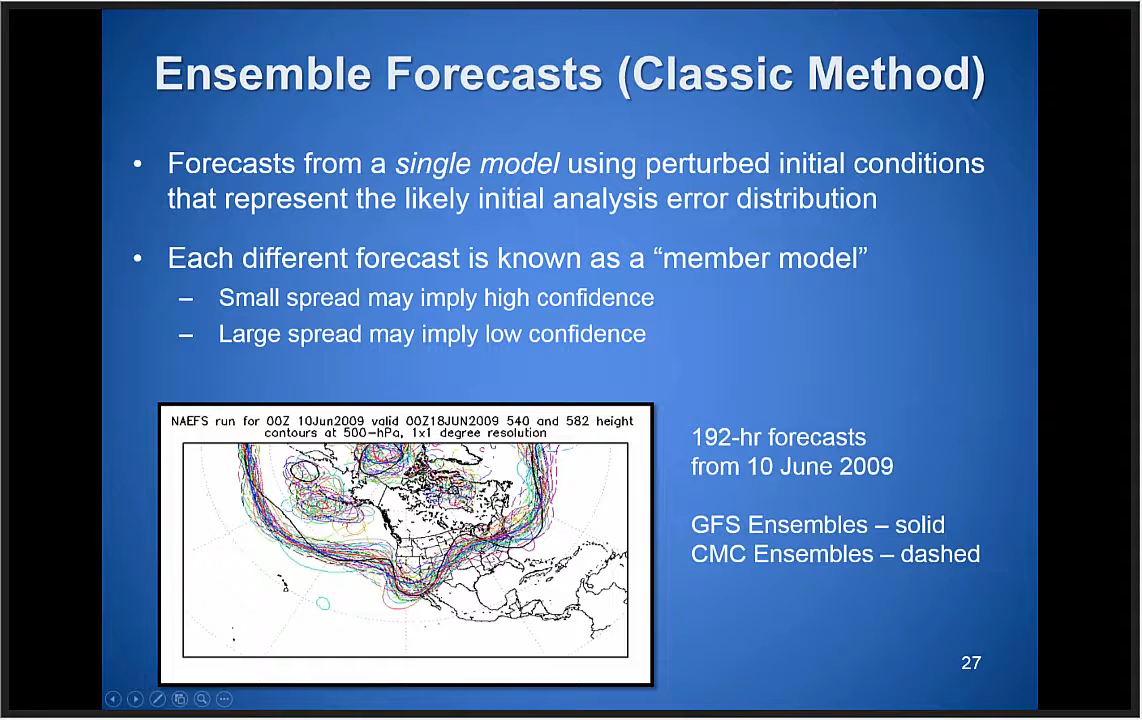 Ensemble Forecasts (Classic Method)
• Forecasts from a single model using perturbed initial conditions
that represent the likely initial analysis error distribution
• Each different forecast is known as a “member model”
– Small spread may imply high confidence
– Large spread may imply low confidence
NAEFS run for 00Z 10Jun2009 valid 00Z18JUN2009 540 and 582 height
contours at 500-hPa, 1x1 degree resolution
192-hr forecasts
from 10 June 2009
GFS Ensembles – solid
CMC Ensembles – dashed
27